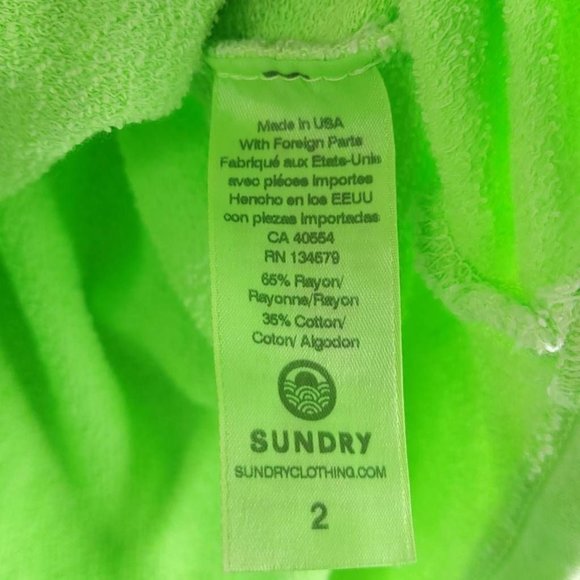 Made in USA
With Foreign Parts
Fabriqué aux Etats-Unis
avec piéces importes
Hencho en los EEUU
con piezas importadas
CA 40554
RN 134579
65% Rayon/
Rayonne/Rayon
35% Cotton/
Coton/ Algodon
SUNDRY
SUNDRYCLOTHING.COM
2